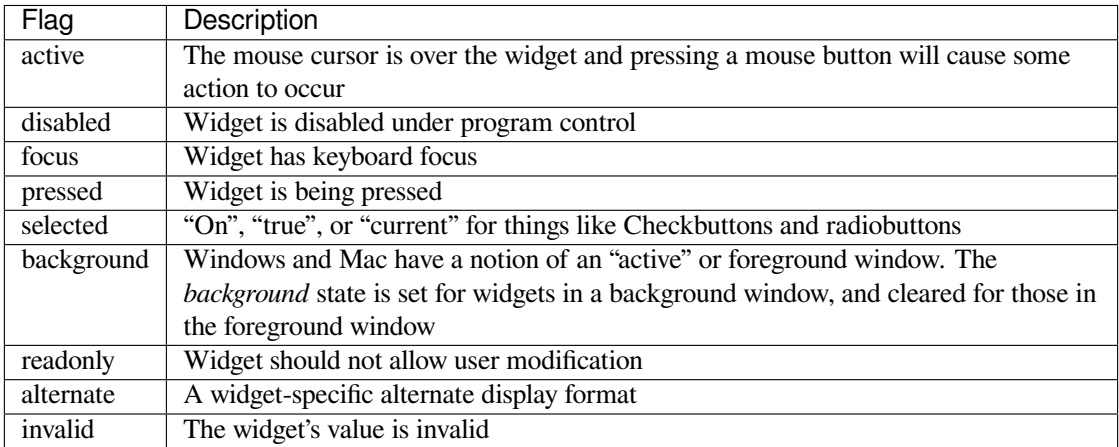 Flag Description
active The mouse cursor is over the widget and pressing a mouse button will cause some
action to occur
disabled Widget is disabled under program control
focus Widget has keyboard focus
pressed Widget is being pressed
selected “On”, “true”, or “current” for things like Checkbuttons and radiobuttons
background Windows and Mac have a notion of an “active” or foreground window. The
background state is set for widgets in a background window, and cleared for those in
the foreground window
readonly Widget should not allow user modification
alternate A widget-specific alternate display format
invalid The widget’s value is invalid